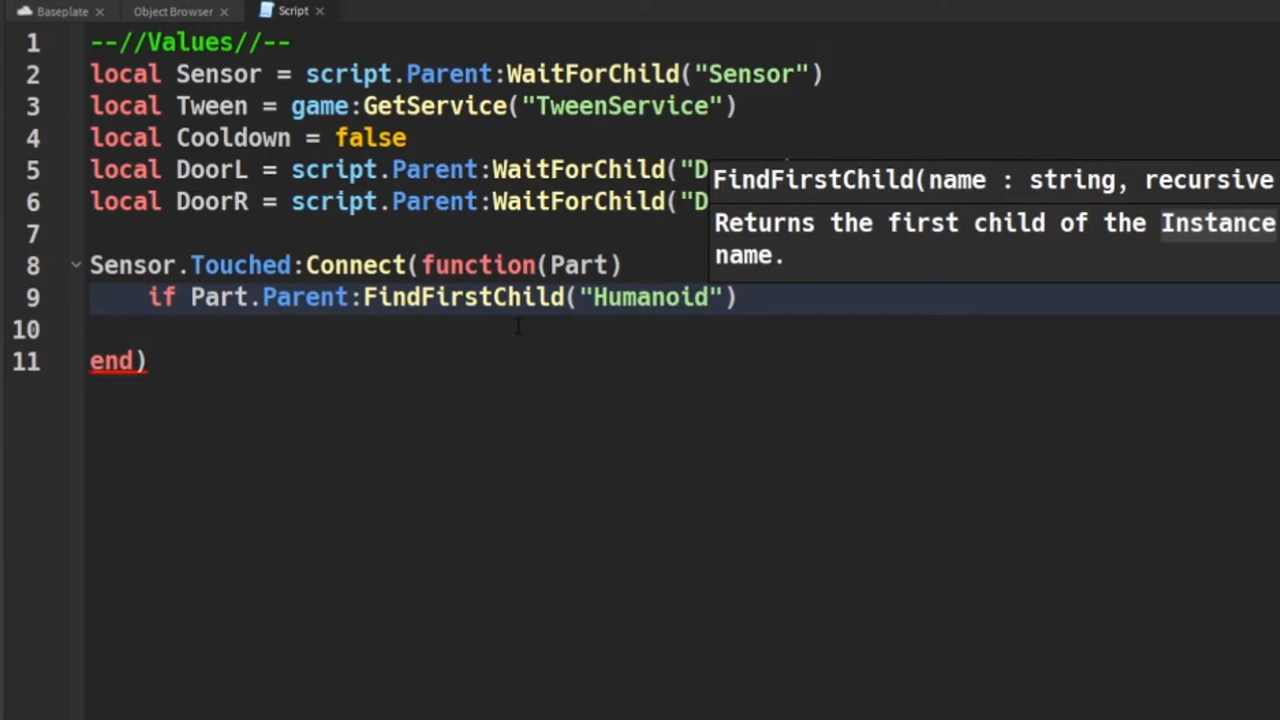 Baseplate × Object Browser × Script ×
1 --//Values//--
2 local Sensor = script.Parent:WaitForChild("Sensor")
3 local Tween = game:GetService("TweenService")
4 local Cooldown = false
5 local DoorL = script.Parent:WaitForChild("D
6 local DoorR = script.Parent:WaitForChild("D
FindFirstChild(name : string, recursive
Returns the first child of the Instance
name.
7
8 Sensor.Touched:Connect(function(Part)
9 if Part.Parent:FindFirstChild("Humanoid")
10
11 end)